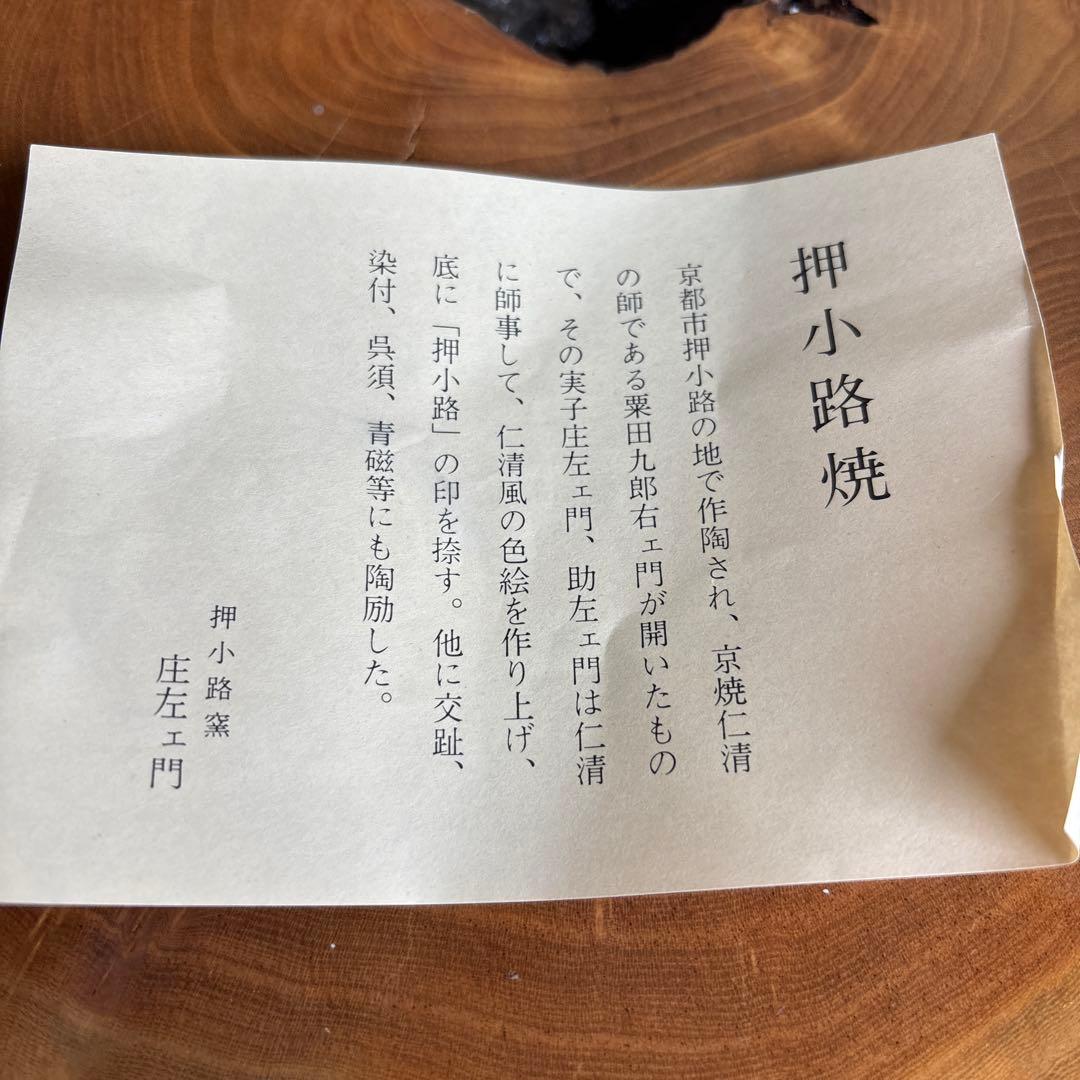 押小路焼
京都市押小路の地で作陶され、京焼仁清
の師である粟田九郎右ェ門が開いたもの
で、その実子庄左ェ門、助左ェ門は仁清
に師事して、仁清風の色絵を作り上げ、
底に「押小路」の印を捺す。他に交趾、
染付、呉須、青磁等にも陶励した。
押小路窯
庄左ェ門